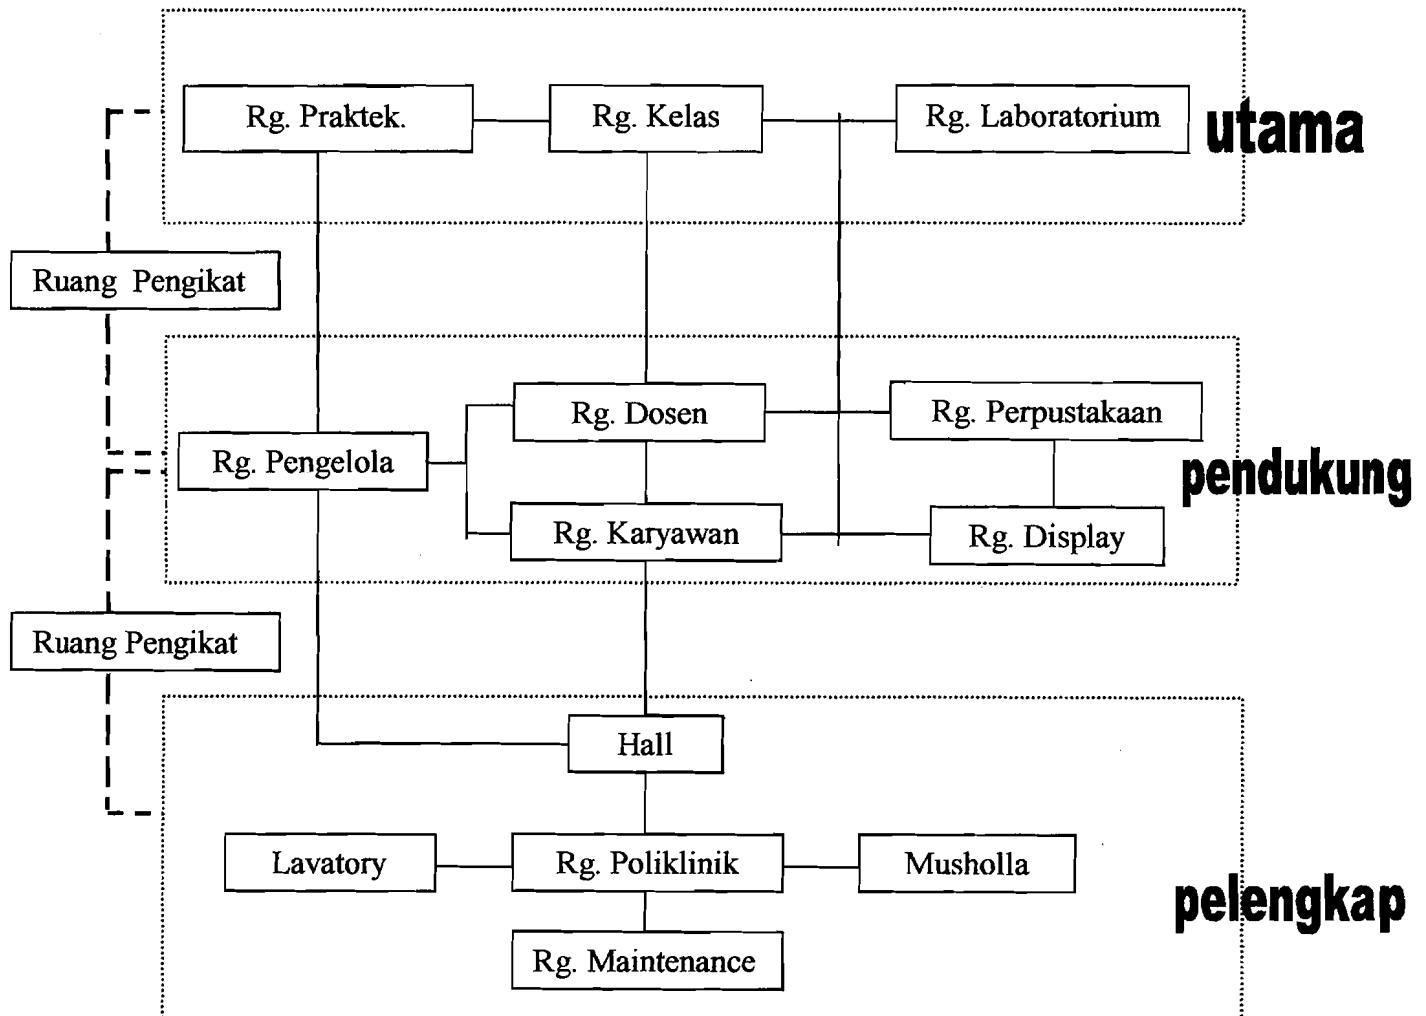 Rg. Praktek.
Rg. Kelas
Rg. Laboratorium
utama
Ruang Pengikat
Rg. Dosen
Rg. Perpustakaan
Rg. Pengelola
pendukung
Rg. Karyawan
Rg. Display
Ruang Pengikat
Hall
Lavatory
Rg. Poliklinik
Musholla
pelengkap
Rg. Maintenance